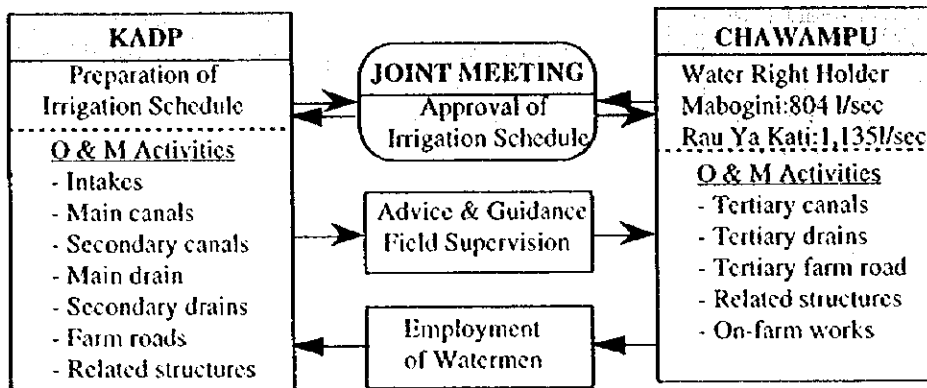 KADP
Preparation of
Irrigation Schedule
O & M Activities
- Intakes
- Main canals
- Secondary canals
- Main drain
- Secondary drains
- Farm roads
- Related structures
JOINT MEETING
Approval of
Irrigation Schedule
Advice & Guidance
Field Supervision
Employment
of Watermen
CHAWAMPU
Water Right Holder
Mabogini:804 l/sec
Rau Ya Kati:1,135l/sec
O & M Activities
- Tertiary canals
- Tertiary drains
- Tertiary farm road
- Related structures
- On-farm works